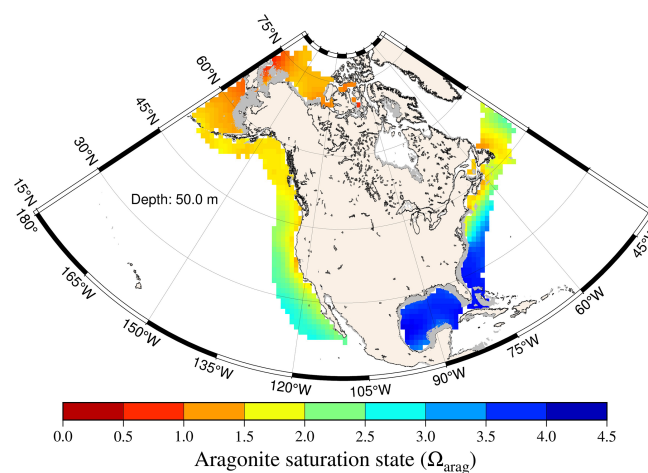 75°N
60°N
45°N
30°N
15°N
180°
165°W
150°W
135°W
120°W
105°W
90°W
75°W
60°W
45°W
Depth: 50.0 m
0.0 0.5 1.0 1.5 2.0 2.5 3.0 3.5 4.0 4.5
Aragonite saturation state (Ωarag)